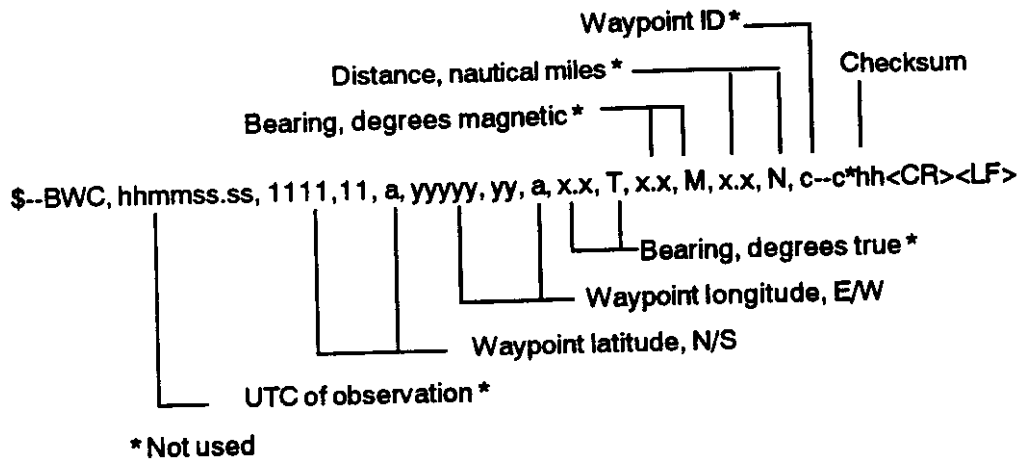 Waypoint ID*
Distance, nautical miles* Checksum
Bearing, degrees magnetic*
$--BWC, hhmmss.ss, 1111,11, a, yyyyy, yy, a, x.x, T, x.x, M, x.x, N, c--c*hh<CR><LF>
Bearing, degrees true*
Waypoint longitude, E/W
Waypoint latitude, N/S
UTC of observation*
*Not used